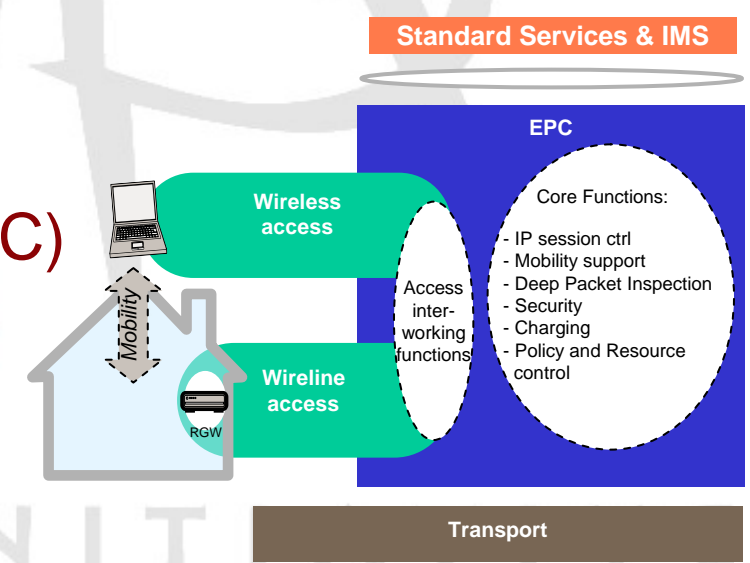 Standard Services & IMS
EPC
Wireless
access
Core Functions:
- IP session ctrl
- Mobility support
- Deep Packet Inspection
- Security
- Charging
- Policy and Resource
control
C)
Access
inter-
working
functions
Mobility
Wireline
access
RGW
Transport
N I T